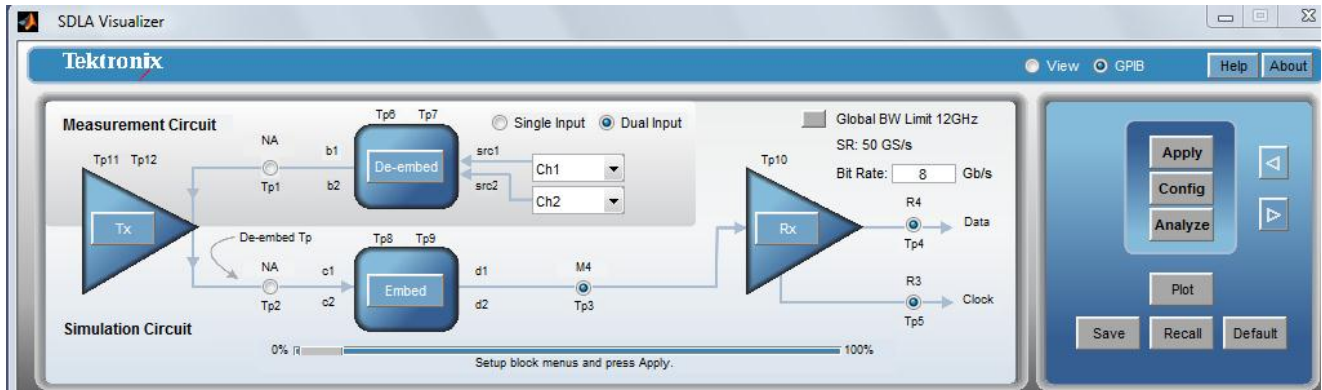 SDLA Visualizer
Tektronix
View GPIB Help About
Measurement Circuit
Tp11 Tp12
Tx
NA
Tp1
b1
b2
Tp6 Tp7
De-embed
Single Input Dual Input
src1
src2
Ch1
Ch2
Global BW Limit 12GHz
SR: 50 GS/s
Bit Rate: 8 Gb/s
Tp10
Rx
R4
Tp4
Data
R3
Tp5
Clock
De-embed Tp
NA
Tp2
c1
c2
Tp8 Tp9
Embed
d1
d2
M4
Tp3
Simulation Circuit
0% 100%
Setup block menus and press Apply.
Apply
Config
Analyze
Plot
Save Recall Default